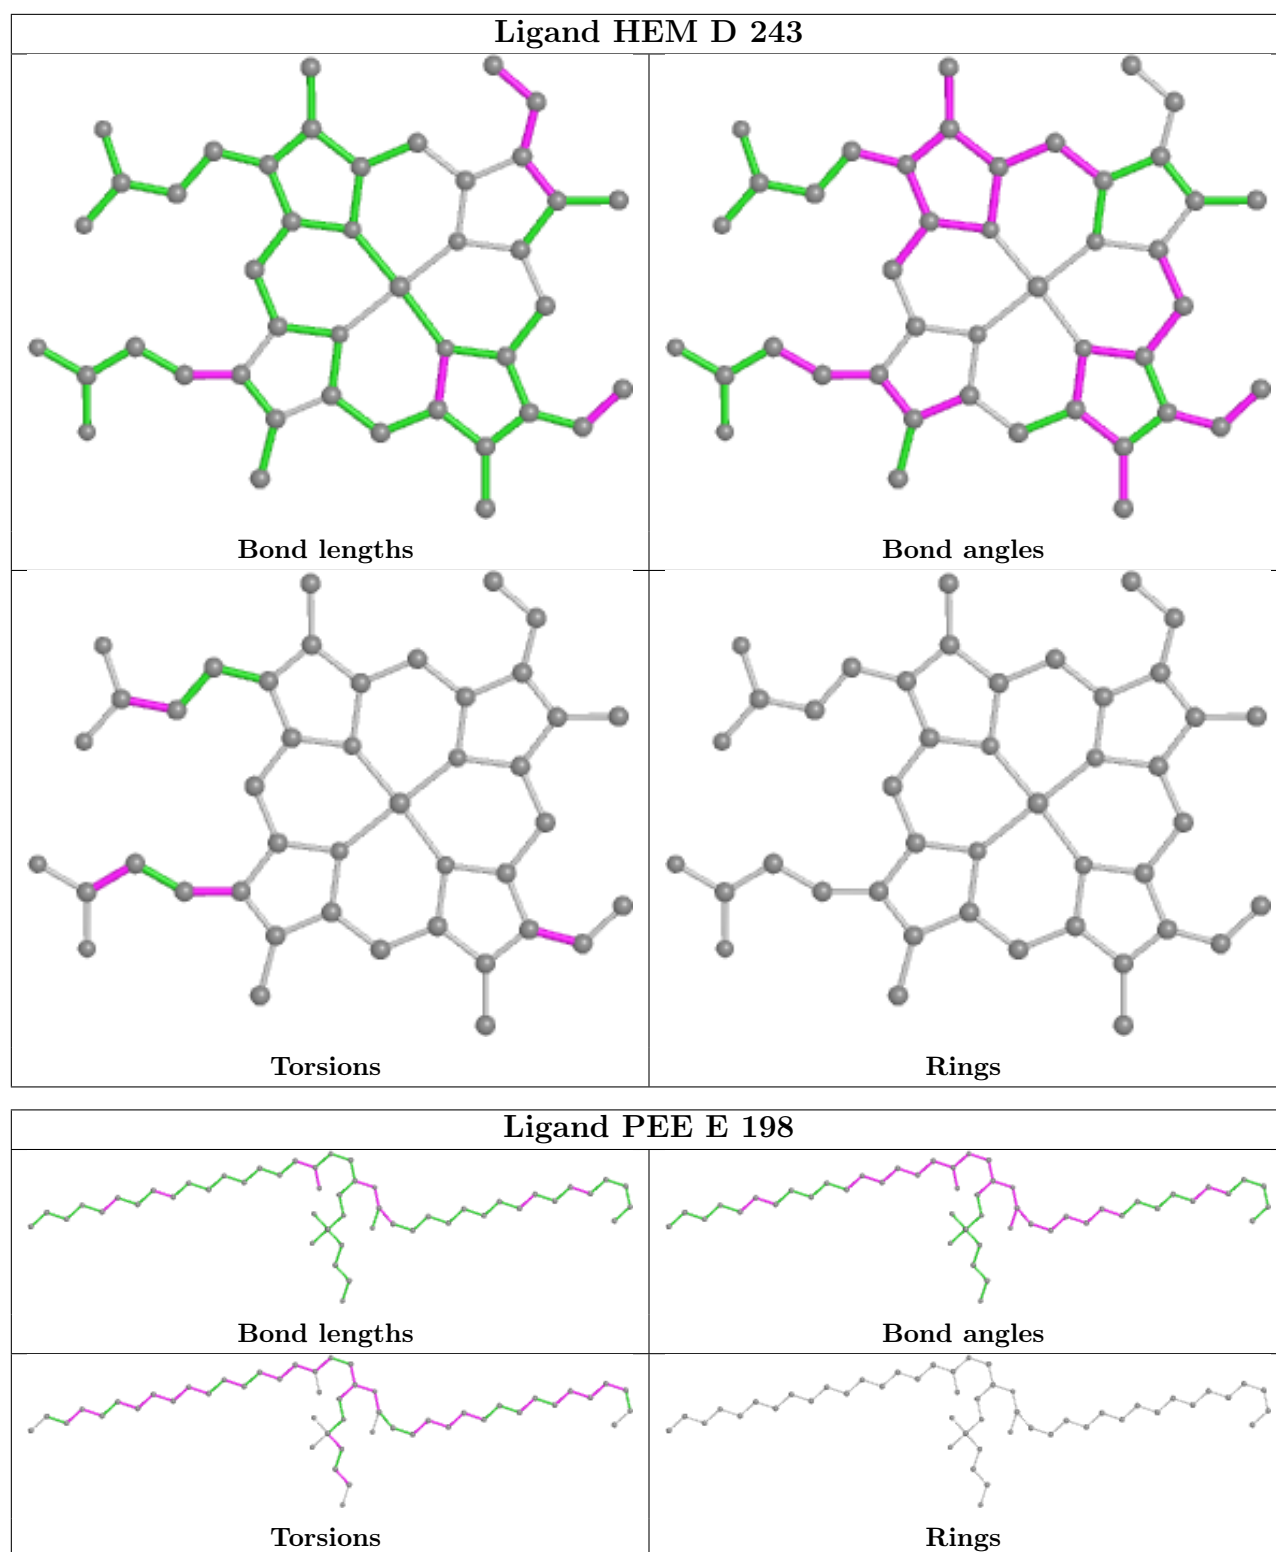 Ligand HEM D 243
Bond lengths
Bond angles
Torsions
Rings
Ligand PEE E 198
Bond lengths
Bond angles
Torsions
Rings